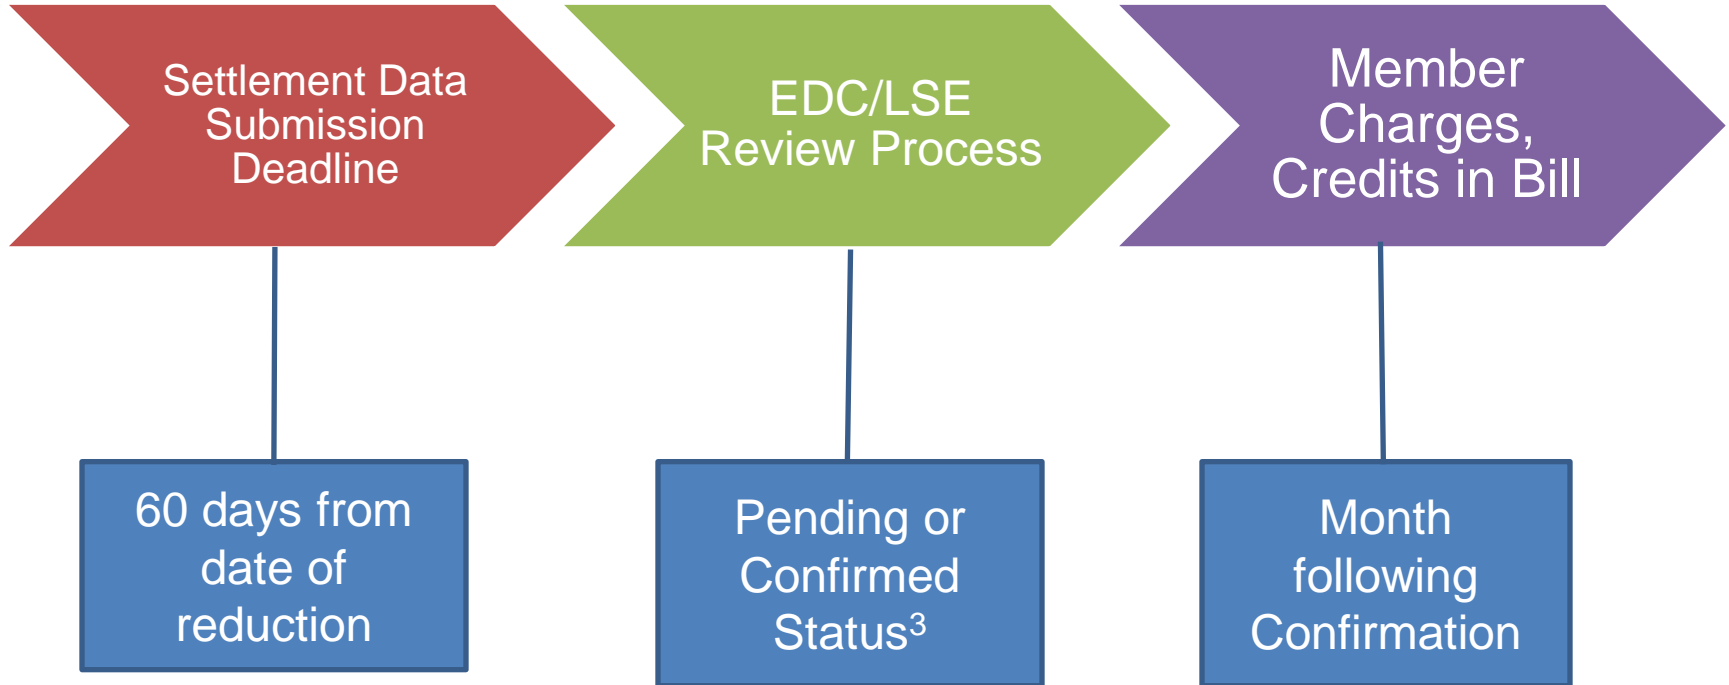 Settlement Data
Submission
Deadline
EDC/LSE
Review Process
Member
Charges,
Credits in Bill
60 days from
date of
reduction
Pending or
Confirmed
Status³
Month
following
Confirmation